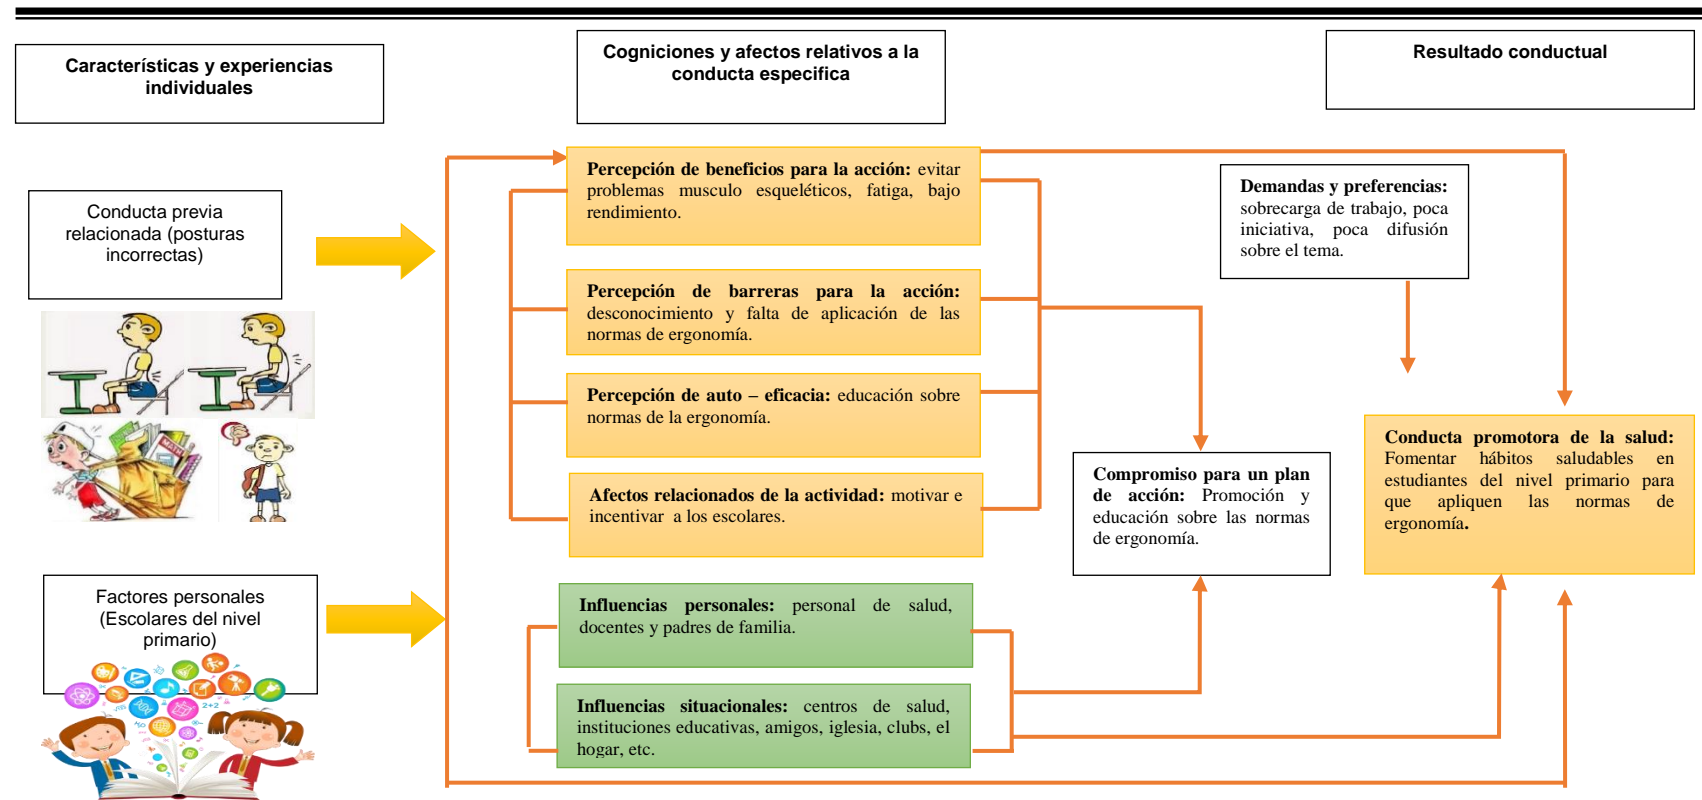 Características y experiencias
individuales
Cogniciones y afectos relativos a la
conducta especifica
Resultado conductual
Conducta previa
relacionada (posturas
incorrectas)
Factores personales
(Escolares del nivel
primario)
2+2
Percepción de beneficios para la acción: evitar
problemas musculo esqueléticos, fatiga, bajo
rendimiento.
Percepción de barreras para la acción:
desconocimiento y falta de aplicación de las
normas de ergonomía.
Percepción de auto – eficacia: educación sobre
normas de la ergonomía.
Afectos relacionados de la actividad: motivar e
incentivar a los escolares.
Influencias personales: personal de salud,
docentes y padres de familia.
Influencias situacionales: centros de salud,
instituciones educativas, amigos, iglesia, clubs, el
hogar, etc.
Demandas y preferencias:
sobrecarga de trabajo, poca
iniciativa, poca difusión
sobre el tema.
Compromiso para un plan
de acción: Promoción y
educación sobre las normas
de ergonomía.
Conducta promotora de la salud:
Fomentar hábitos saludables en
estudiantes del nivel primario para
que apliquen las normas de
ergonomía.